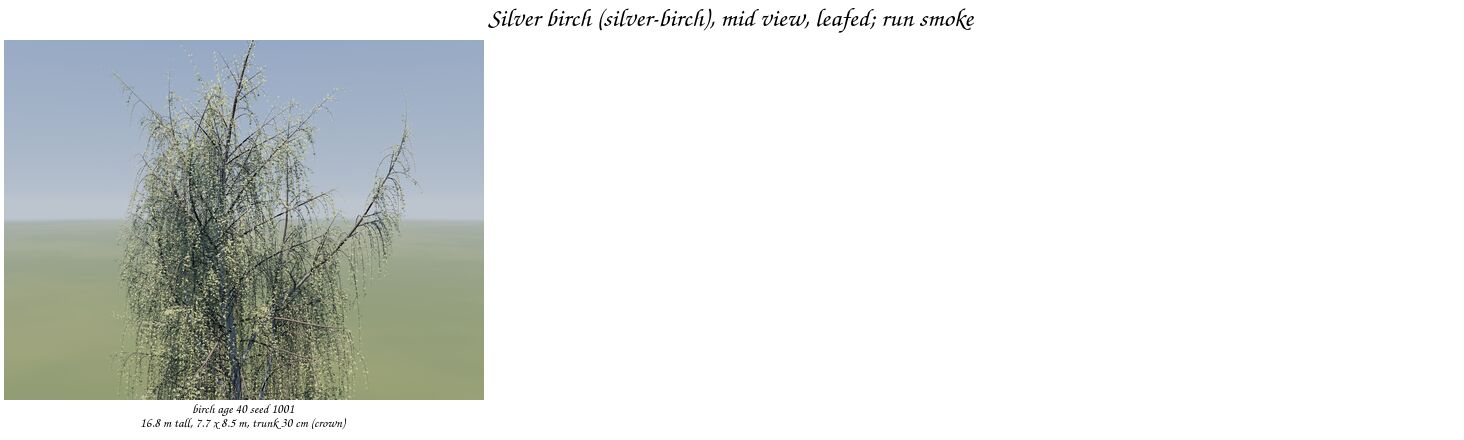 Silver birch (silver-birch), mid view, leafed; run smoke
birch age 40 seed 1001
16.8 m tall, 7.7 x 8.5 m, trunk 30 cm (crown)